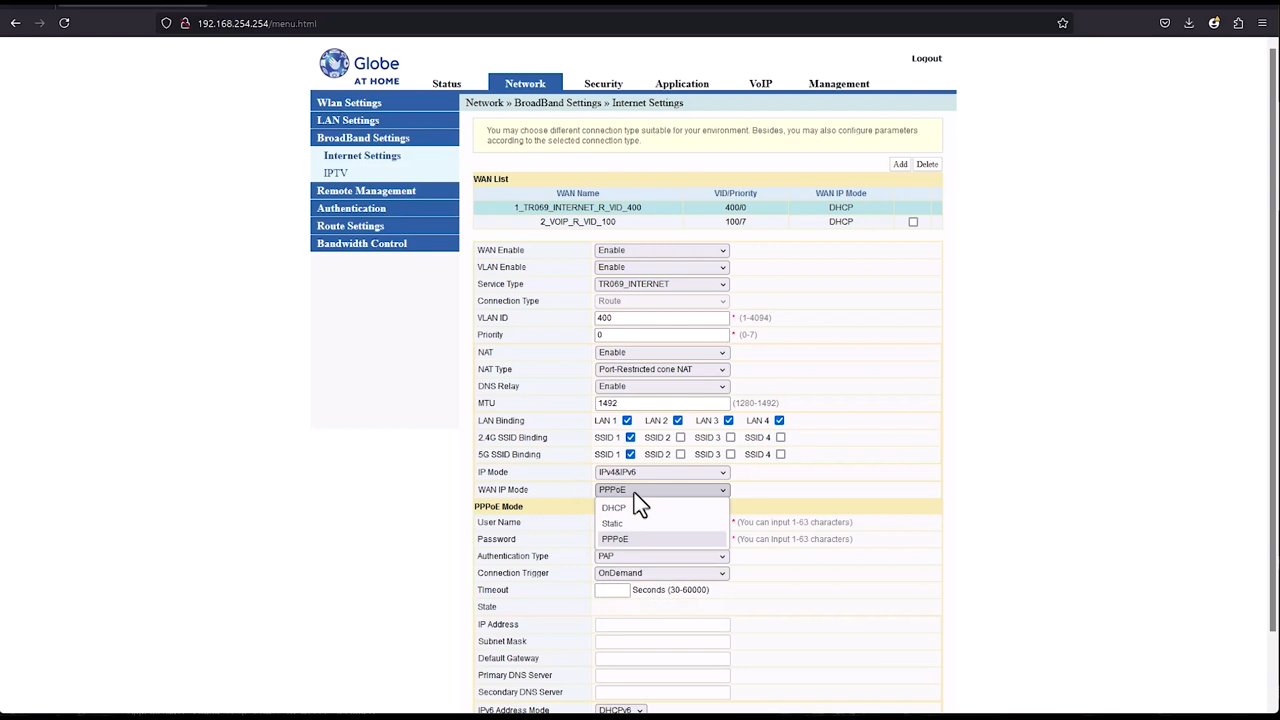 192.168.254.254/menu.html
Globe
AT HOME
Logout
Status Network Security Application VoIP Management
Wlan Settings
LAN Settings
BroadBand Settings
Internet Settings
IPTV
Remote Management
Authentication
Route Settings
Bandwidth Control
Network » BroadBand Settings » Internet Settings
You may choose different connection type suitable for your environment. Besides, you may also configure parameters
according to the selected connection type.
Add Delete
WAN List
WAN Name VID/Priority WAN IP Mode
1_TR069_INTERNET_R_VID_400 400/0 DHCP
2_VOIP_R_VID_100 100/7 DHCP
WAN Enable Enable
VLAN Enable Enable
Service Type TR069_INTERNET
Connection Type Route
VLAN ID 400 * (1-4094)
Priority 0 * (0-7)
NAT Enable
NAT Type Port-Restricted cone NAT
DNS Relay Enable
MTU 1492 (1280-1492)
LAN Binding LAN 1 LAN 2 LAN 3 LAN 4
2.4G SSID Binding SSID 1 SSID 2 SSID 3 SSID 4
5G SSID Binding SSID 1 SSID 2 SSID 3 SSID 4
IP Mode IPv4&IPv6
WAN IP Mode PPPoE
DHCP
Static
PPPoE
PPPoE Mode
User Name * (You can input 1-63 characters)
Password * (You can Input 1-63 characters)
Authentication Type PAP
Connection Trigger OnDemand
Timeout Seconds (30-60000)
State
IP Address
Subnet Mask
Default Gateway
Primary DNS Server
Secondary DNS Server
IPv6 Address Mode DHCPv6